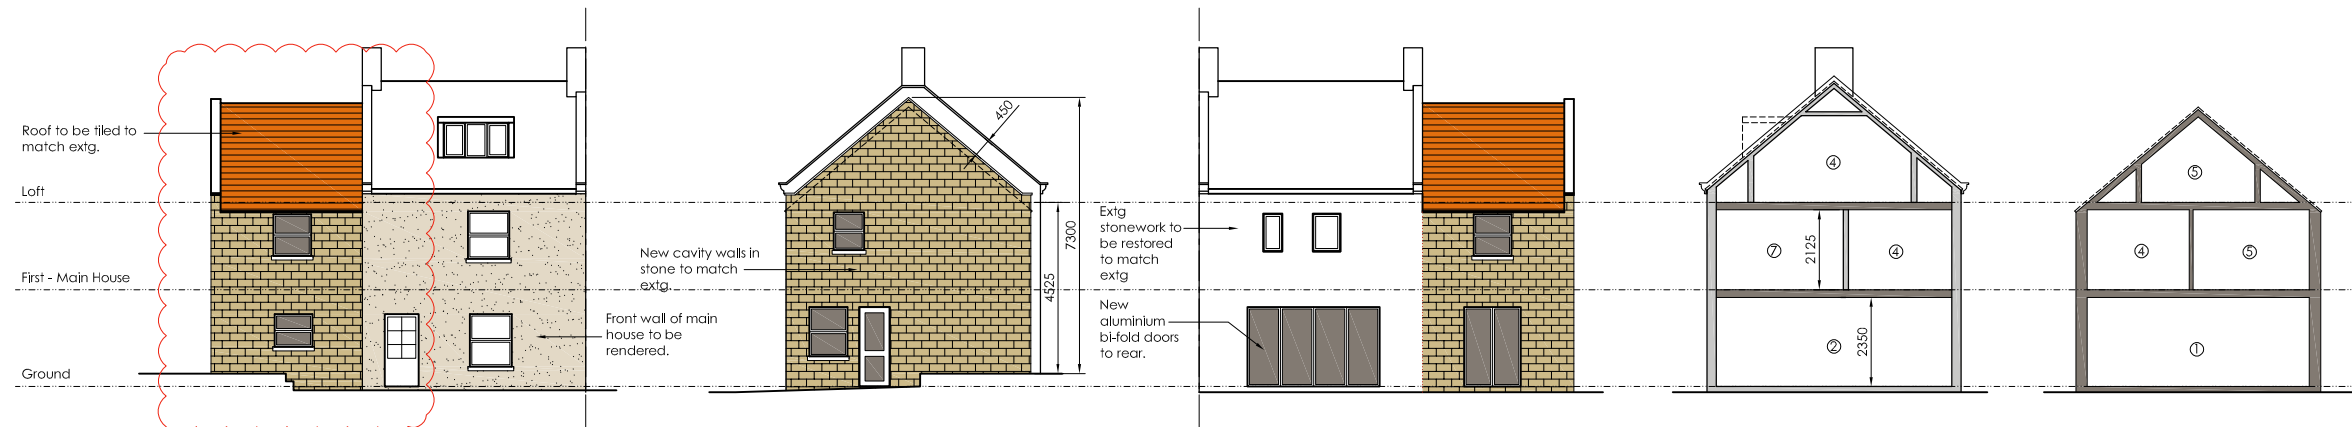 Roof to be tiled to
match extg.
Loft
First - Main House
Ground
New cavity walls in
stone to match
extg.
Front wall of main
house to be
rendered.
450
7300
4525
Extg
stonework to
be restored
to match
extg
New
aluminium
bi-fold doors
to rear.
4
7
2125
4
2
2350
5
4
5
1